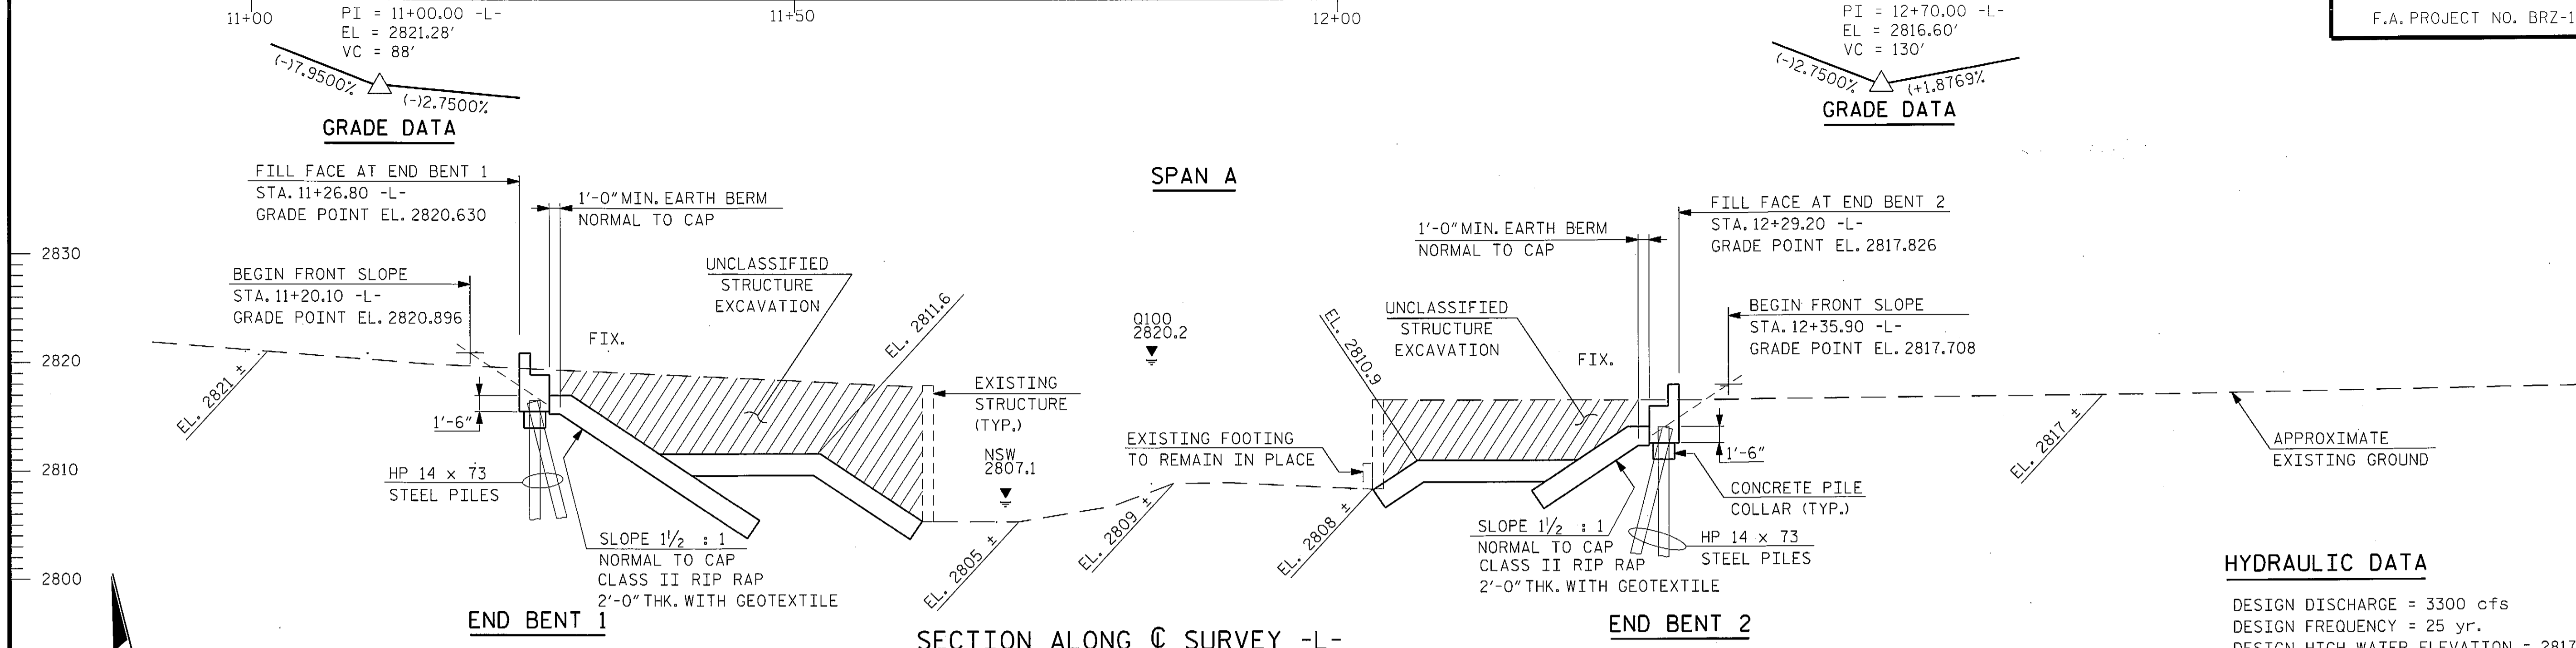 11+00
11+50
12+00
PI = 11+00.00 -L-
EL = 2821.28'
VC = 88'
(-)7.9500%
(-)2.7500%
GRADE DATA
PI = 12+70.00 -L-
EL = 2816.60'
VC = 130'
(-)2.7500%
(+1.8769%
GRADE DATA
F.A. PROJECT NO. BRZ-1
SPAN A
FILL FACE AT END BENT 1
STA. 11+26.80 -L-
GRADE POINT EL. 2820.630
1'-0" MIN. EARTH BERM
NORMAL TO CAP
BEGIN FRONT SLOPE
STA. 11+20.10 -L-
GRADE POINT EL. 2820.896
UNCLASSIFIED
STRUCTURE
EXCAVATION
FIX.
EL. 2811.6
EL. 2821 ±
1'-6"
HP 14 x 73
STEEL PILES
SLOPE 1 1/2 : 1
NORMAL TO CAP
CLASS II RIP RAP
2'-0" THK. WITH GEOTEXTILE
END BENT 1
EXISTING
STRUCTURE
(TYP.)
NSW
2807.1
Q100
2820.2
EL. 2805 ±
EL. 2809 ±
EL. 2808 ±
EXISTING FOOTING
TO REMAIN IN PLACE
EL. 2810.9
UNCLASSIFIED
STRUCTURE
EXCAVATION
1'-0" MIN. EARTH BERM
NORMAL TO CAP
FIX.
FILL FACE AT END BENT 2
STA. 12+29.20 -L-
GRADE POINT EL. 2817.826
BEGIN FRONT SLOPE
STA. 12+35.90 -L-
GRADE POINT EL. 2817.708
1'-6"
CONCRETE PILE
COLLAR (TYP.)
HP 14 x 73
STEEL PILES
SLOPE 1 1/2 : 1
NORMAL TO CAP
CLASS II RIP RAP
2'-0" THK. WITH GEOTEXTILE
END BENT 2
EL. 2817 ±
APPROXIMATE
EXISTING GROUND
2830
2820
2810
2800
SECTION ALONG ℄ SURVEY -L-
HYDRAULIC DATA
DESIGN DISCHARGE = 3300 cfs
DESIGN FREQUENCY = 25 yr.
DESIGN HIGH WATER ELEVATION = 2817